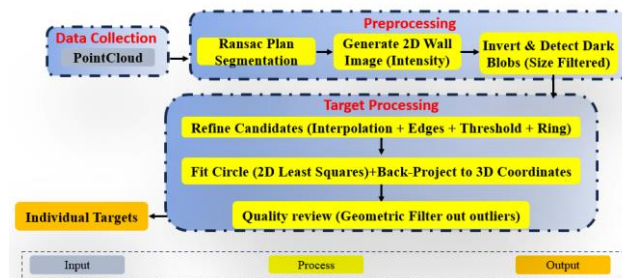 Data Collection
PointCloud
Preprocessing
Ransac Plan
Segmentation
Generate 2D Wall
Image (Intensity)
Invert & Detect Dark
Blobs (Size Filtered)
Target Processing
Refine Candidates (Interpolation + Edges + Threshold + Ring)
Fit Circle (2D Least Squares)+Back-Project to 3D Coordinates
Quality review (Geometric Filter out outliers)
Individual Targets
Input
Process
Output